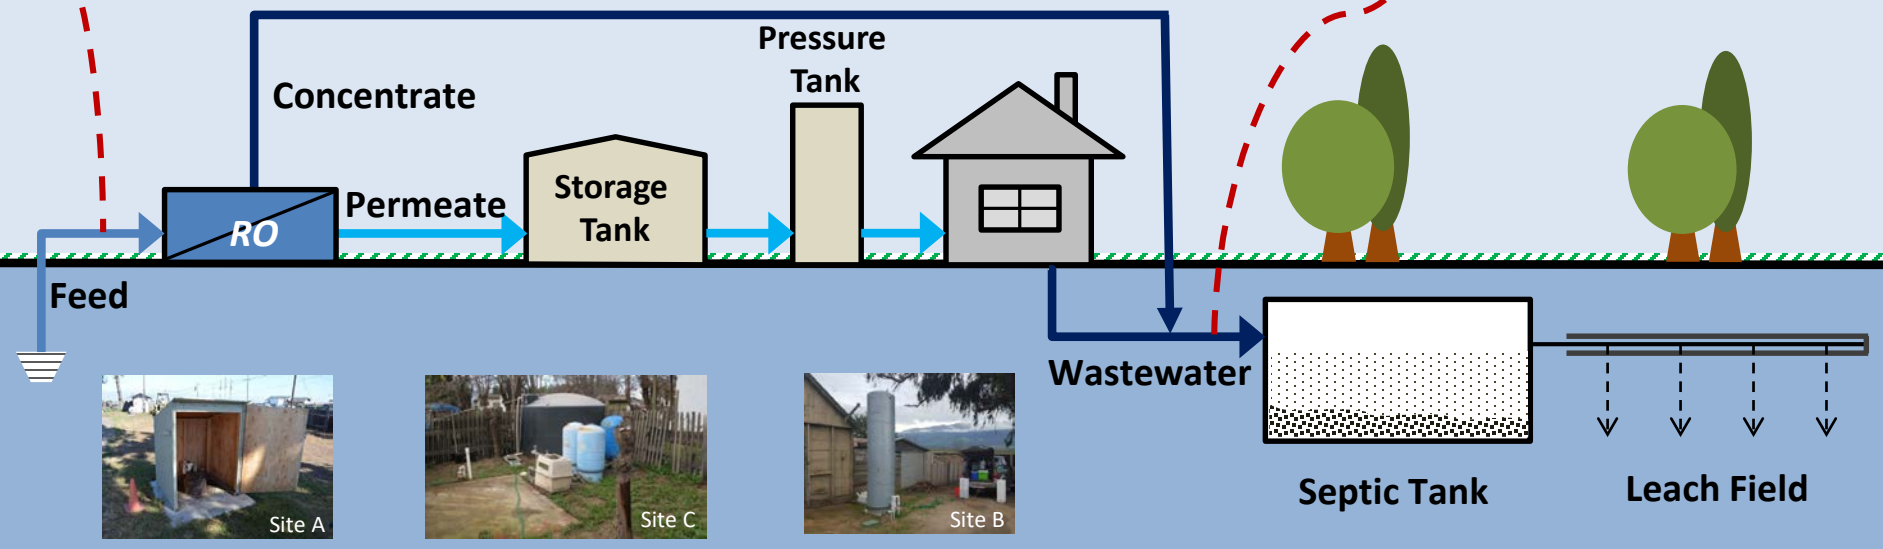 Pressure
Tank
Concentrate
Storage
Tank
Permeate
RO
Feed
Wastewater
Septic Tank
Leach Field
Site A
Site C
Site B